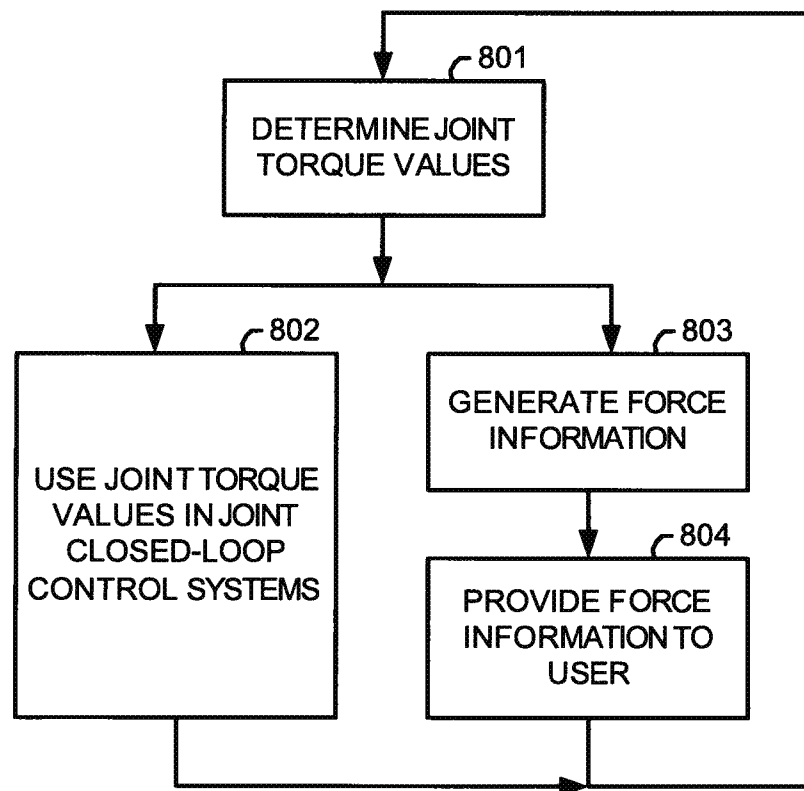 801
DETERMINE JOINT
TORQUE VALUES
802
USE JOINT TORQUE
VALUES IN JOINT
CLOSED-LOOP
CONTROL SYSTEMS
803
GENERATE FORCE
INFORMATION
804
PROVIDE FORCE
INFORMATION TO
USER